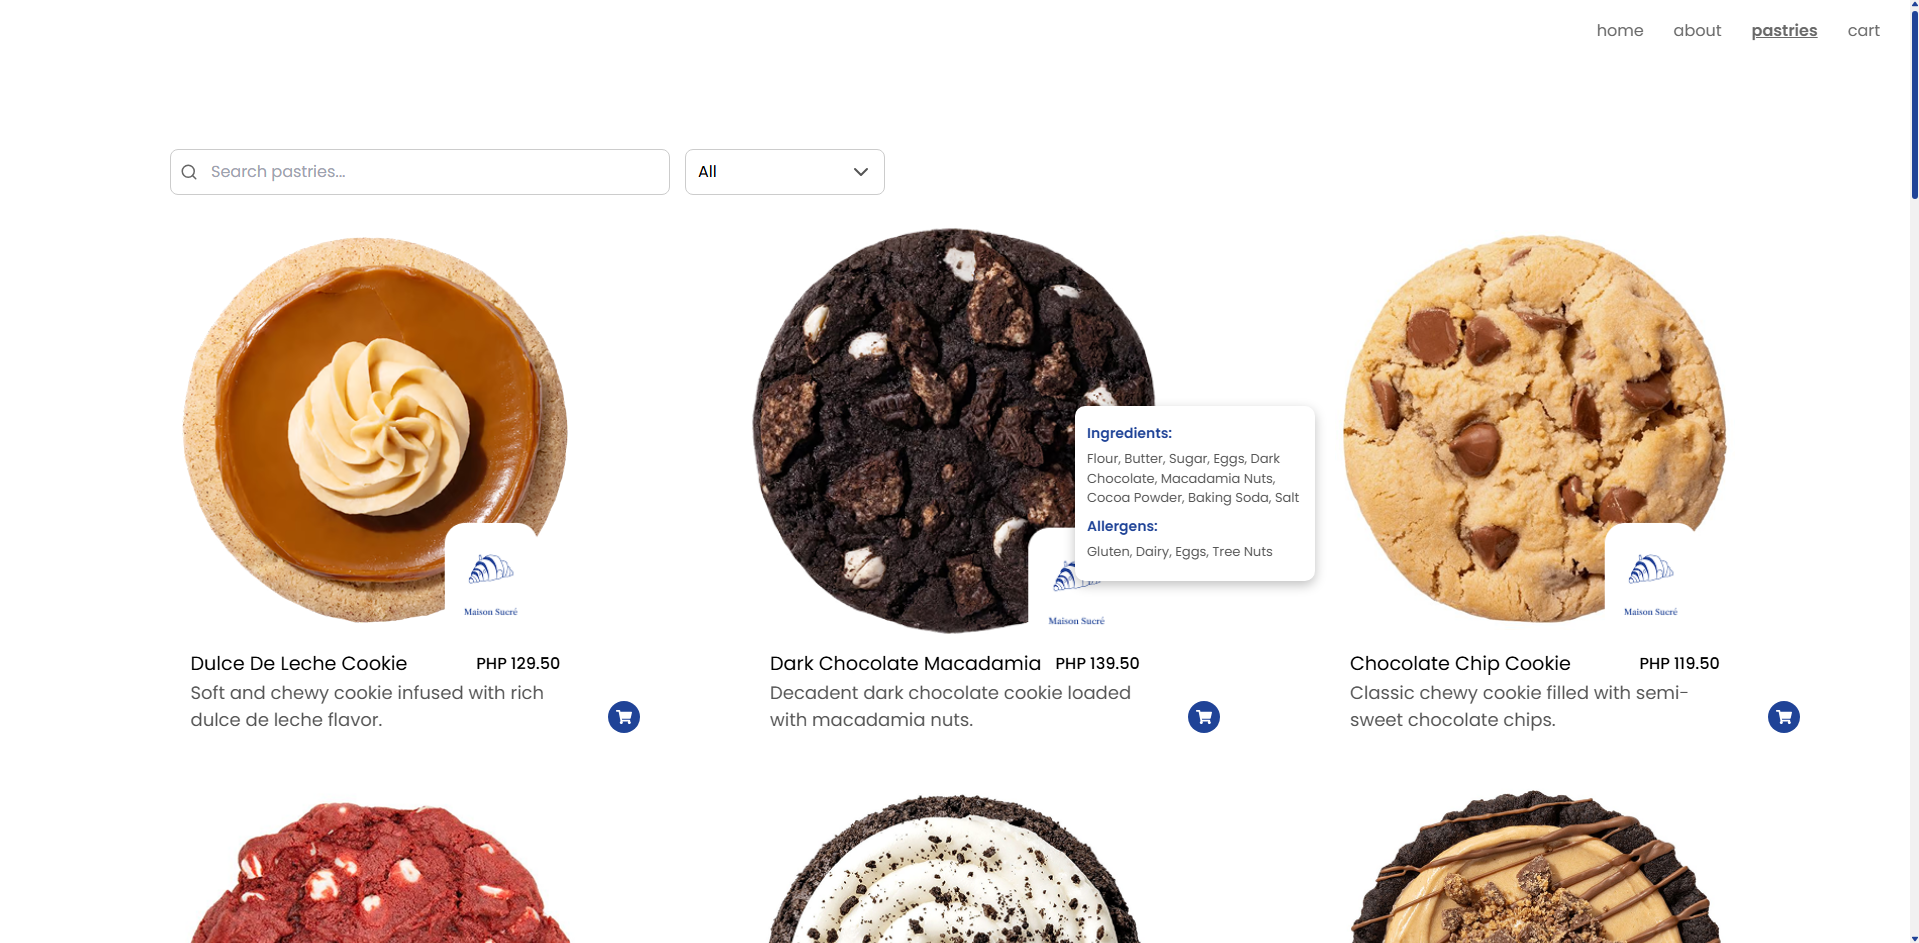 home about pastries cart
Search pastries...
All
Ingredients:
Flour, Butter, Sugar, Eggs, Dark
Chocolate, Macadamia Nuts,
Cocoa Powder, Baking Soda, Salt
Allergens:
Gluten, Dairy, Eggs, Tree Nuts
Maison Sucré
Maison Sucré
Maison Sucré
Dulce De Leche Cookie PHP 129.50
Soft and chewy cookie infused with rich
dulce de leche flavor.
Dark Chocolate Macadamia PHP 139.50
Decadent dark chocolate cookie loaded
with macadamia nuts.
Chocolate Chip Cookie PHP 119.50
Classic chewy cookie filled with semi-
sweet chocolate chips.